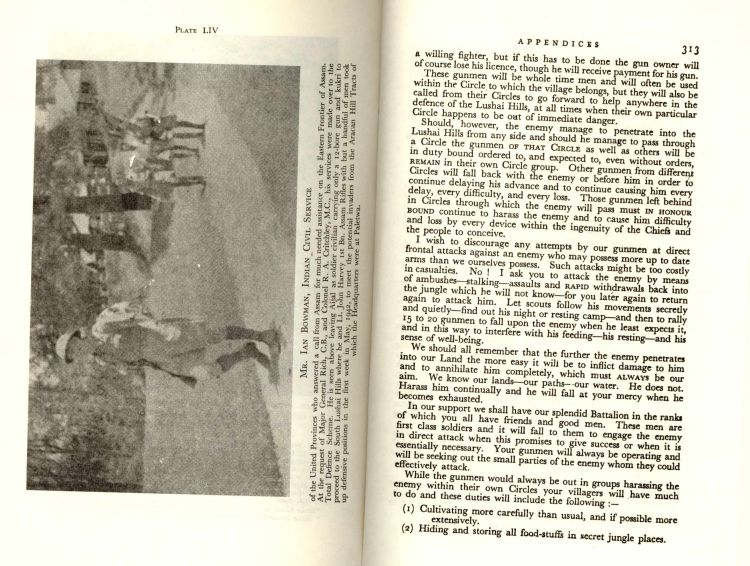 PLATE LIV
MR. IAN BOWMAN, INDIAN CIVIL SERVICE
of the United Provinces who answered a call from Assam for much needed assistance on the Eastern Frontier of Assam.
At the request of Major General Rich, C.B., and Colonel R. A. Critchley, M.C., his services were made over to the
Total Defence Scheme. He is seen above leaving Aijal as soldier civilian carrying only a 12-bore gun and kukri to
proceed to the South Lushai Hills where he and Lt. John Harvey 1st Bn. Assam Rifles with but a handful of men took
up defensive positions in the first week in May, 1942, to meet the potential invaders from the Aracan Hill Tracts of
which the Headquarters were at Paletwa.
APPENDICES 313
a willing fighter, but if this has to be done the gun owner will
of course lose his licence, though he will receive payment for his gun.
These gunmen will be whole time men and will often be used
within the Circle to which the village belongs, but they will also be
called from their Circles to go forward to help anywhere in the
defence of the Lushai Hills, at all times when their own particular
Circle happens to be out of immediate danger.
Should, however, the enemy manage to penetrate into the
Lushai Hills from any side and should he manage to pass through
a Circle the gunmen OF THAT CIRCLE as well as others will be
in duty bound ordered to, and expected to, even without orders,
REMAIN in their own Circle group. Other gunmen from different
Circles will fall back with the enemy or before him in order to
continue delaying his advance and to continue causing him every
delay, every difficulty, and every loss. Those gunmen left behind
in Circles through which the enemy will pass must IN HONOUR
BOUND continue to harass the enemy and to cause him difficulty
and loss by every device within the ingenuity of the Chiefs and
the people to conceive.
I wish to discourage any attempts by our gunmen at direct
frontal attacks against an enemy who may possess more up to date
arms than we ourselves possess. Such attacks might be too costly
in casualties. No ! I ask you to attack the enemy by means
of ambushes—stalking—assaults and RAPID withdrawals back into
the jungle which he will not know—for you later again to return
again to attack him. Let scouts follow his movements secretly
and quietly—find out his night or resting camp—and then to rally
15 to 20 gunmen to fall upon the enemy when he least expects it,
and in this way to interfere with his feeding—his resting—and his
sense of well-being.
We should all remember that the further the enemy penetrates
into our Land the more easy it will be to inflict damage to him
and to annihilate him completely, which must ALWAYS be our
aim. We know our lands—our paths—our water. He does not.
Harass him continually and he will fall at your mercy when he
becomes exhausted.
In our support we shall have our splendid Battalion in the ranks
of which you all have friends and good men. These men are
first class soldiers and it will fall to them to engage the enemy
in direct attack when this promises to give success or when it is
essentially necessary. Your gunmen will always be operating and
will be seeking out the small parties of the enemy whom they could
effectively attack.
While the gunmen would always be out in groups harassing the
enemy within their own Circles your villagers will have much
to do and these duties will include the following :—
(1) Cultivating more carefully than usual, and if possible more
extensively.
(2) Hiding and storing all food-stuffs in secret jungle places.